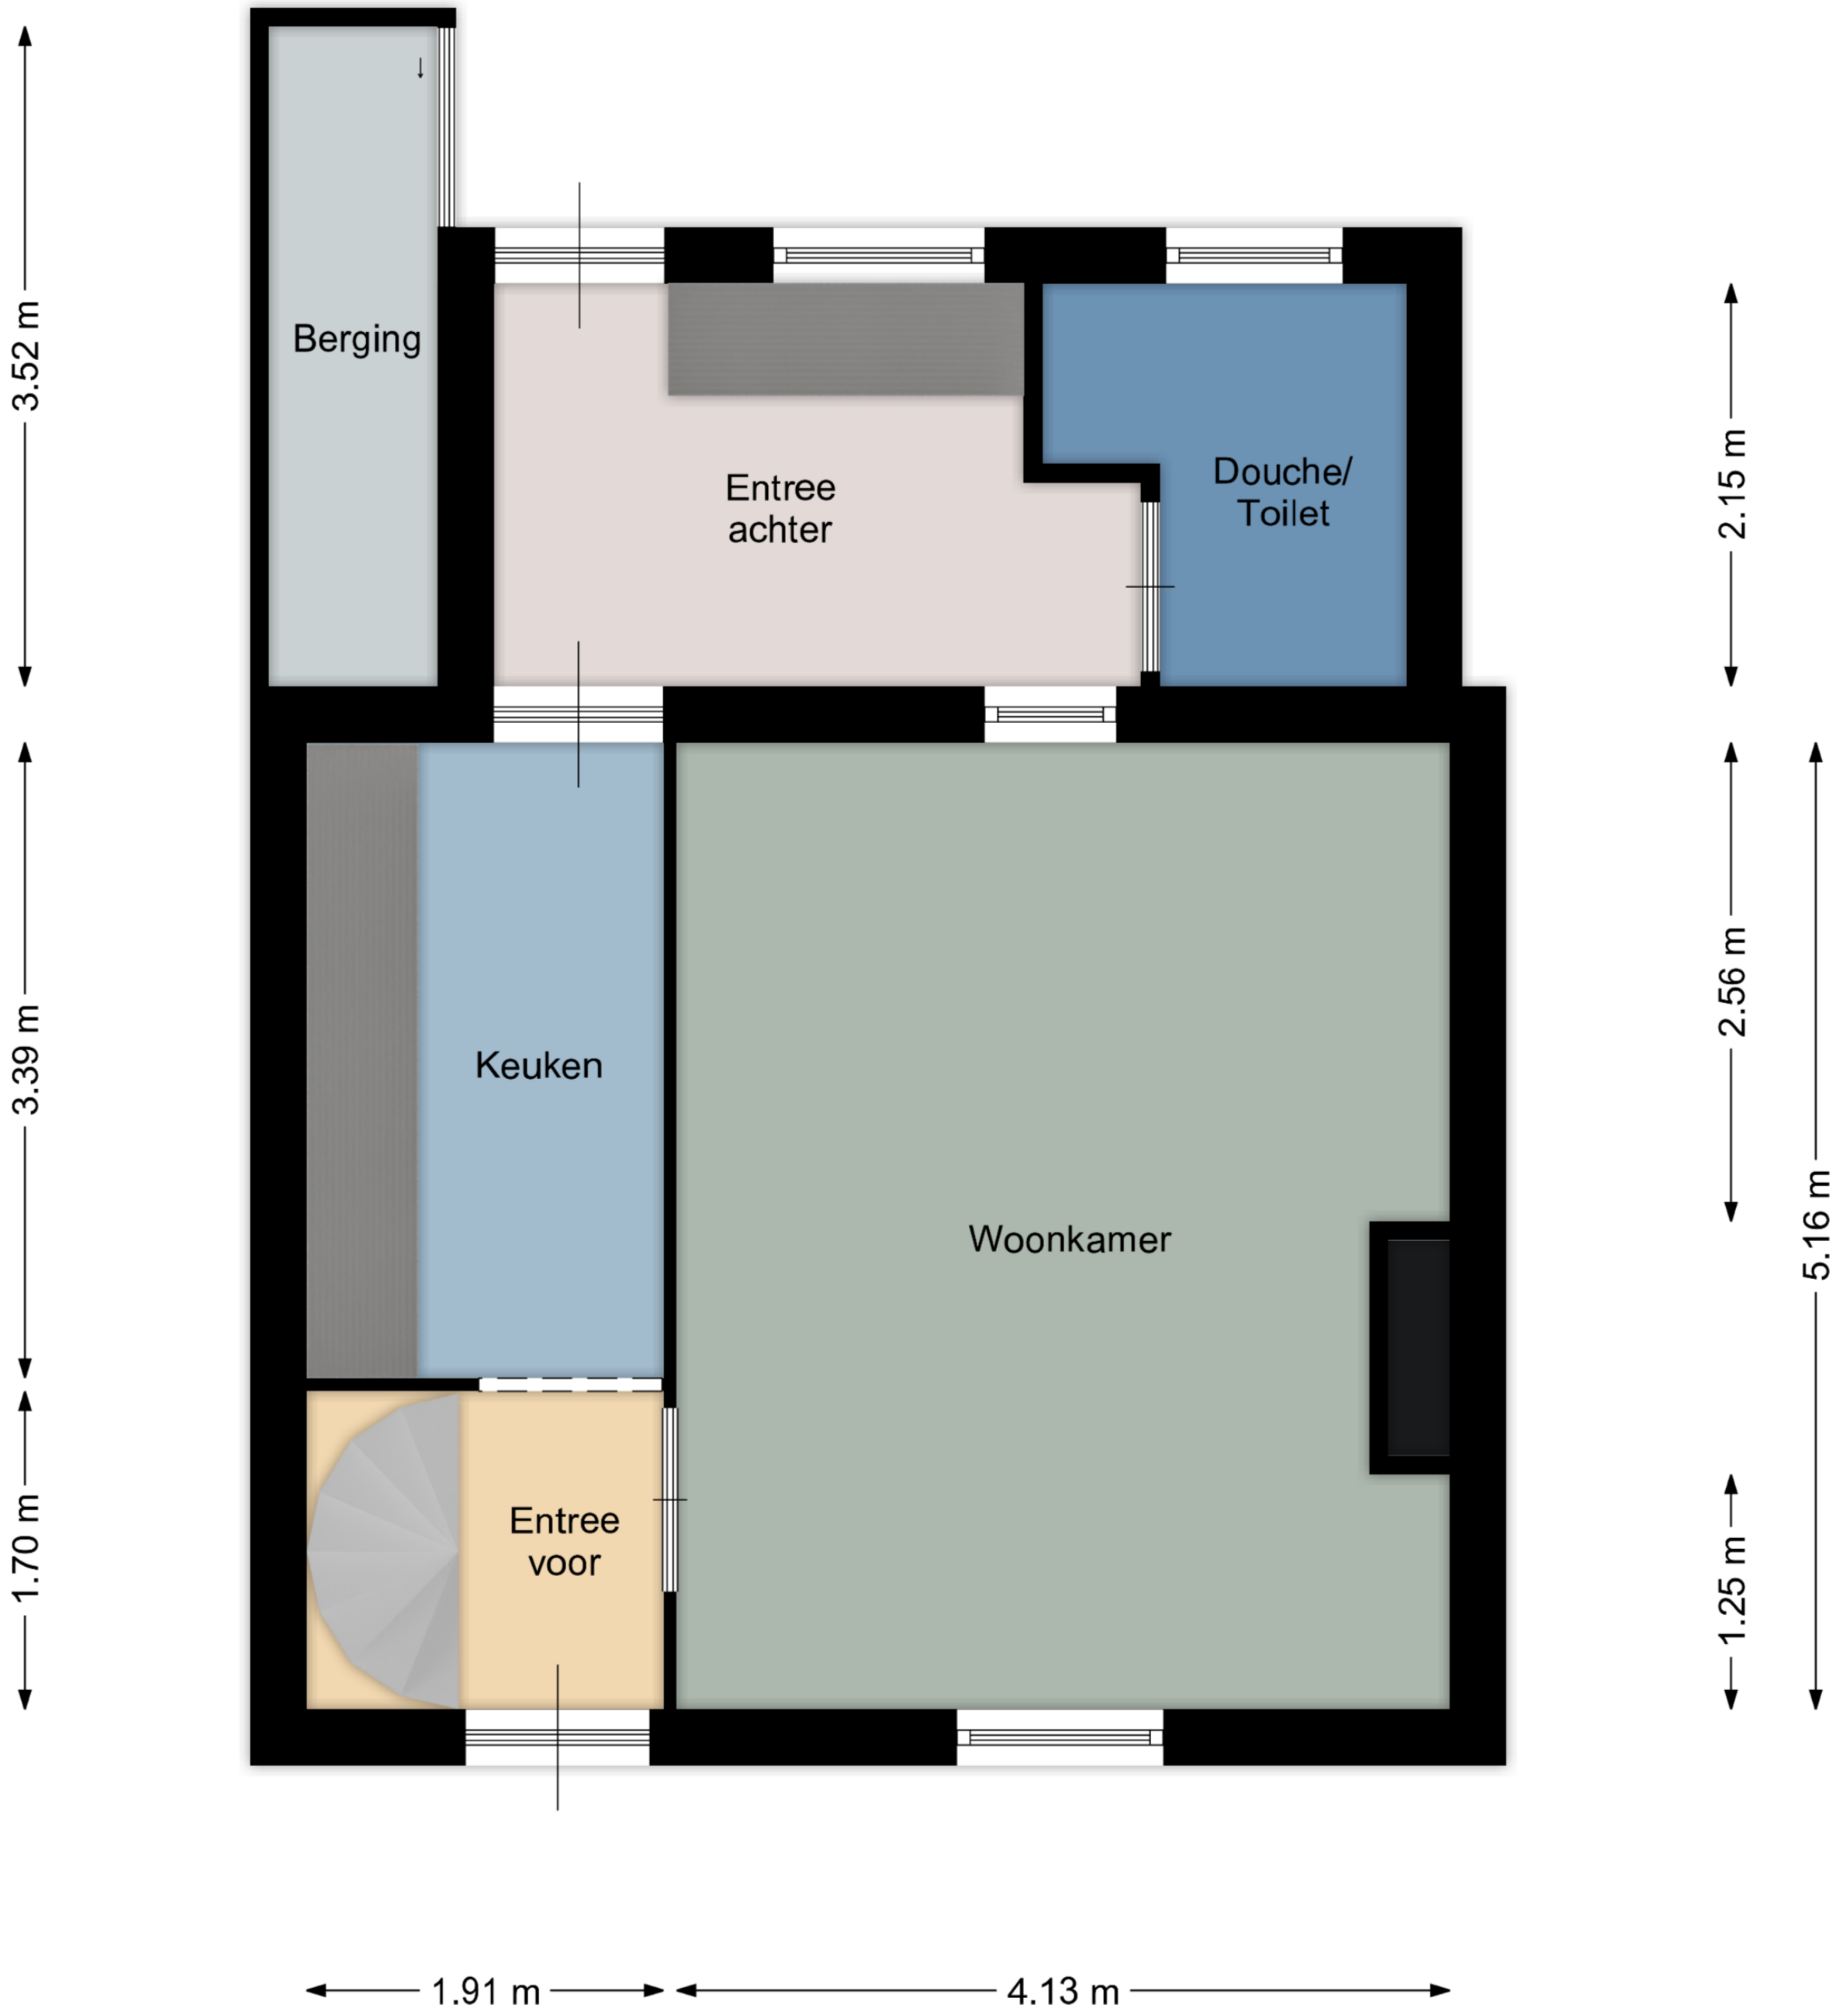 Berging
3.52 m
Entree
achter
Douche/
Toilet
2.15 m
Keuken
3.39 m
Woonkamer
2.56 m
5.16 m
Entree
voor
1.70 m
1.25 m
1.91 m
4.13 m